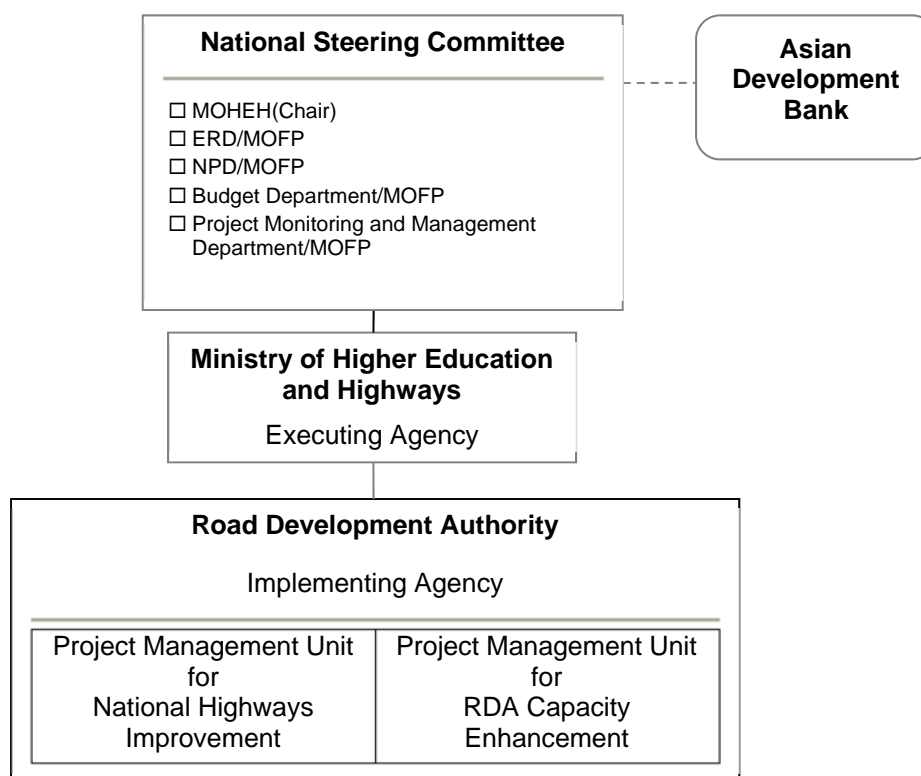 National Steering Committee
☐ MOHEH(Chair)
☐ ERD/MOFP
☐ NPD/MOFP
☐ Budget Department/MOFP
☐ Project Monitoring and Management
Department/MOFP
Asian
Development
Bank
Ministry of Higher Education
and Highways
Executing Agency
Road Development Authority
Implementing Agency
Project Management Unit
for
National Highways
Improvement
Project Management Unit
for
RDA Capacity
Enhancement